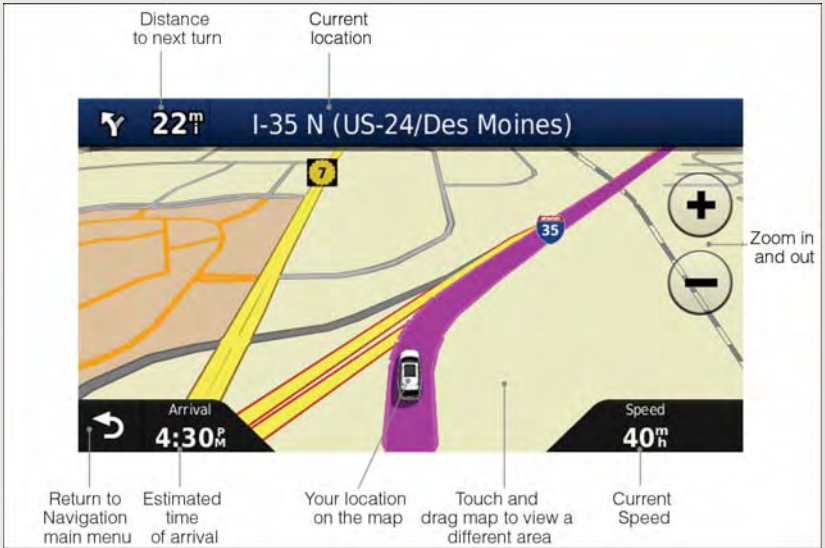 Distance
to next turn
Current
location
22 mi
I-35 N (US-24/Des Moines)
7
35
Zoom in
and out
Arrival
4:30 PM
Speed
40 mh
Return to
Navigation
main menu
Estimated
time
of arrival
Your location
on the map
Touch and
drag map to view a
different area
Current
Speed